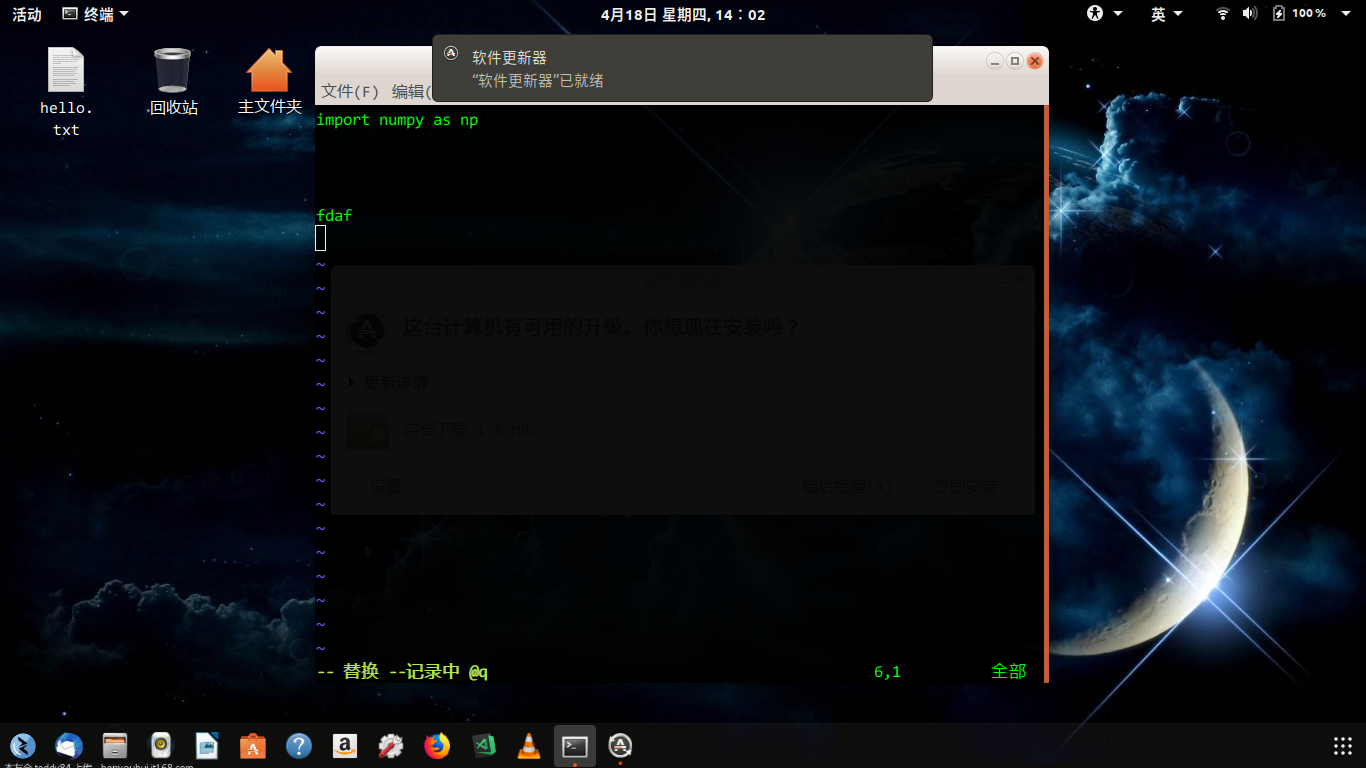 活动 终端 4月18日 星期四, 14：02 英 100 %
软件更新器
“软件更新器”已就绪
hello.
txt
回收站
主文件夹
文件(F) 编辑(
import numpy as np
fdaf
~
~
~
这台计算机有可用的升级。你想现在安装吗？
~
~
~ 更新详情
~
~ 将会下载 1.5 MB。
~
~ 设置... 稍后提醒(R) 立即安装
~
~
~
~
~
~
-- 替换 --记录中 @q 6,1 全部